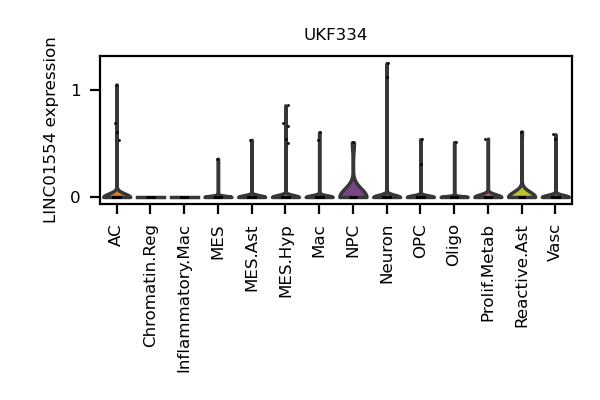 UKF334
LINC01554 expression
1
0
AC
Chromatin.Reg
Inflammatory.Mac
MES
MES.Ast
MES.Hyp
Mac
NPC
Neuron
OPC
Oligo
Prolif.Metab
Reactive.Ast
Vasc